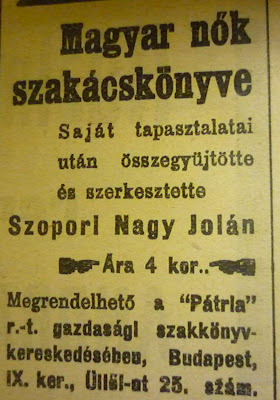 Magyar nők
szakácskönyve
Saját tapasztalatai
után összegyüjtötte
és szerkesztette
Szopori Nagy Jolán
Ára 4 kor..
Megrendelhető a "Pátria"
r.-t. gazdasági szakkönyv-
kereskedésében, Budapest,
IX. ker., Üllői-ut 25. szám.